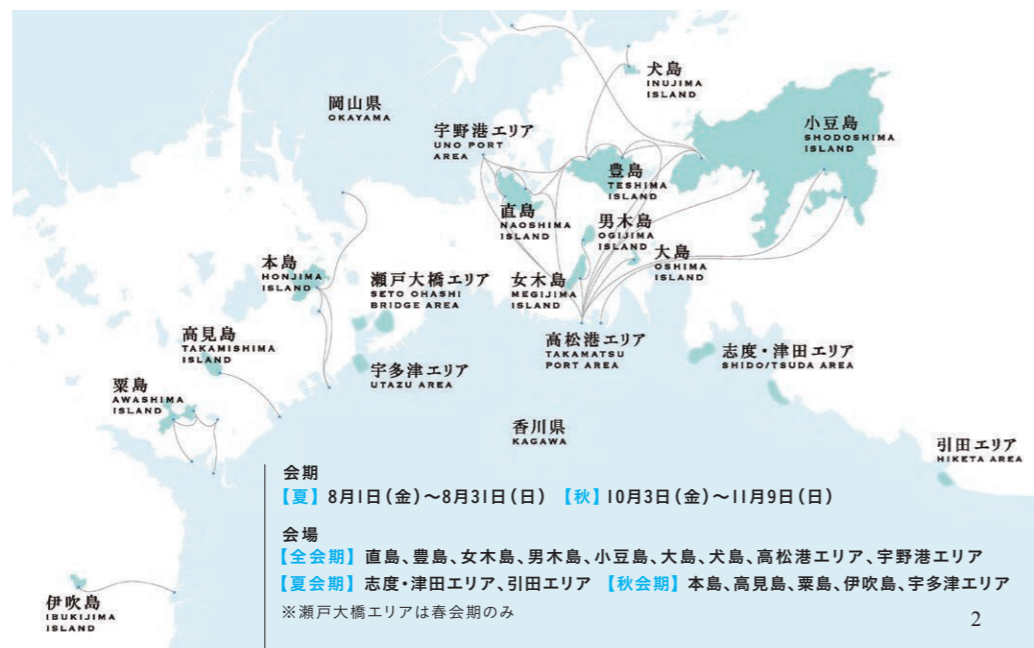 犬島
INUJIMA
ISLAND
岡山県
OKAYAMA
小豆島
SHODOSHIMA
ISLAND
宇野港エリア
UNO PORT
AREA
豊島
TESHIMA
ISLAND
直島
NAOSHIMA
ISLAND
男木島
OGIJIMA
ISLAND
大島
OSHIMA
ISLAND
本島
HONJIMA
ISLAND
瀬戸大橋エリア
SETO OHASHI
BRIDGE AREA
女木島
MEGIJIMA
ISLAND
高見島
TAKAMISHIMA
ISLAND
高松港エリア
TAKAMATSU
PORT AREA
志度・津田エリア
SHIDO/TSUDA AREA
宇多津エリア
UTAZU AREA
粟島
AWASHIMA
ISLAND
香川県
KAGAWA
引田エリア
HIKETA AREA
会期
【夏】 8月1日(金)〜8月31日(日) 【秋】 10月3日(金)〜11月9日(日)
会場
【全会期】 直島、豊島、女木島、男木島、小豆島、大島、犬島、高松港エリア、宇野港エリア
【夏会期】 志度・津田エリア、引田エリア 【秋会期】 本島、高見島、粟島、伊吹島、宇多津エリア
※瀬戸大橋エリアは春会期のみ
伊吹島
IBUKIJIMA
ISLAND
2